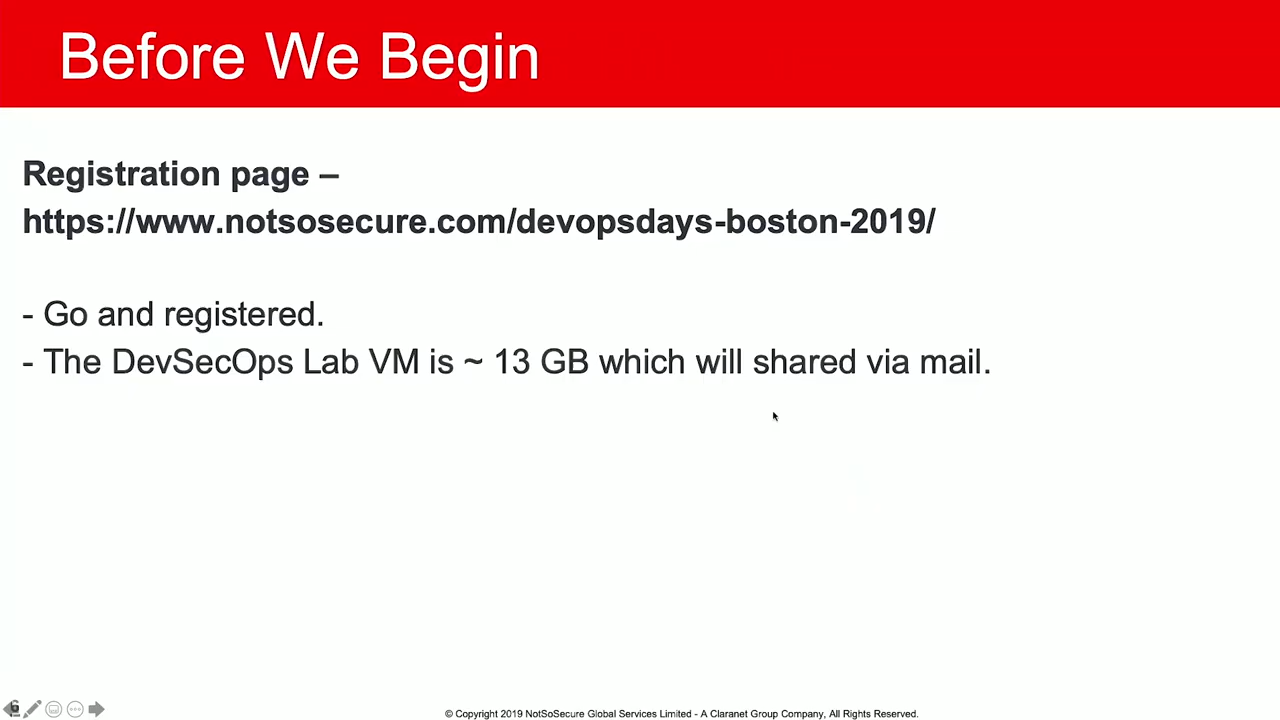 Before We Begin
Registration page –
https://www.notsosecure.com/devopsdays-boston-2019/
- Go and registered.
- The DevSecOps Lab VM is ~ 13 GB which will shared via mail.
6
© Copyright 2019 NotSoSecure Global Services Limited - A Claranet Group Company, All Rights Reserved.